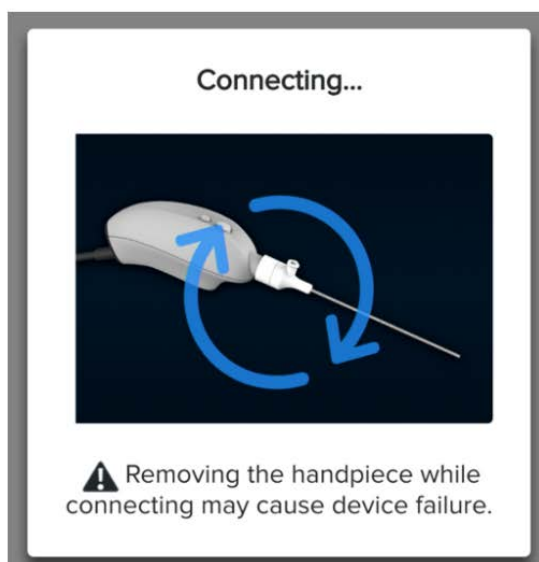 Connecting...
Removing the handpiece while
connecting may cause device failure.